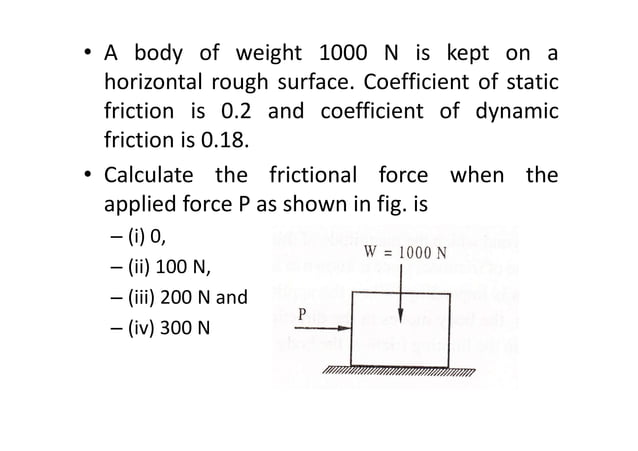 • A body of weight 1000 N is kept on a
horizontal rough surface. Coefficient of static
friction is 0.2 and coefficient of dynamic
friction is 0.18.
• Calculate the frictional force when the
applied force P as shown in fig. is
– (i) 0,
– (ii) 100 N,
– (iii) 200 N and
– (iv) 300 N
W = 1000 N
P